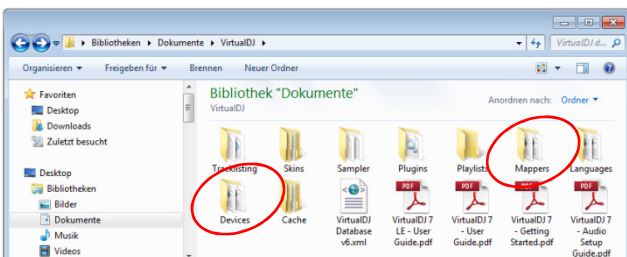 Bibliotheken ▸ Dokumente ▸ VirtualDJ ▸
VirtualDJ d...
Organisieren ▾ Freigeben für ▾ Brennen Neuer Ordner
Favoriten
Desktop
Downloads
Zuletzt besucht
Desktop
Bibliotheken
Bilder
Dokumente
Musik
Videos
Bibliothek "Dokumente"
VirtualDJ
Anordnen nach: Ordner ▾
Tracklisting Skins Sampler Plugins Playlists Mappers Languages
Devices Cache VirtualDJ Database v6.xml VirtualDJ 7 LE - User Guide.pdf VirtualDJ 7 - User Guide.pdf VirtualDJ 7 - Getting Started.pdf VirtualDJ 7 - Audio Setup Guide.pdf